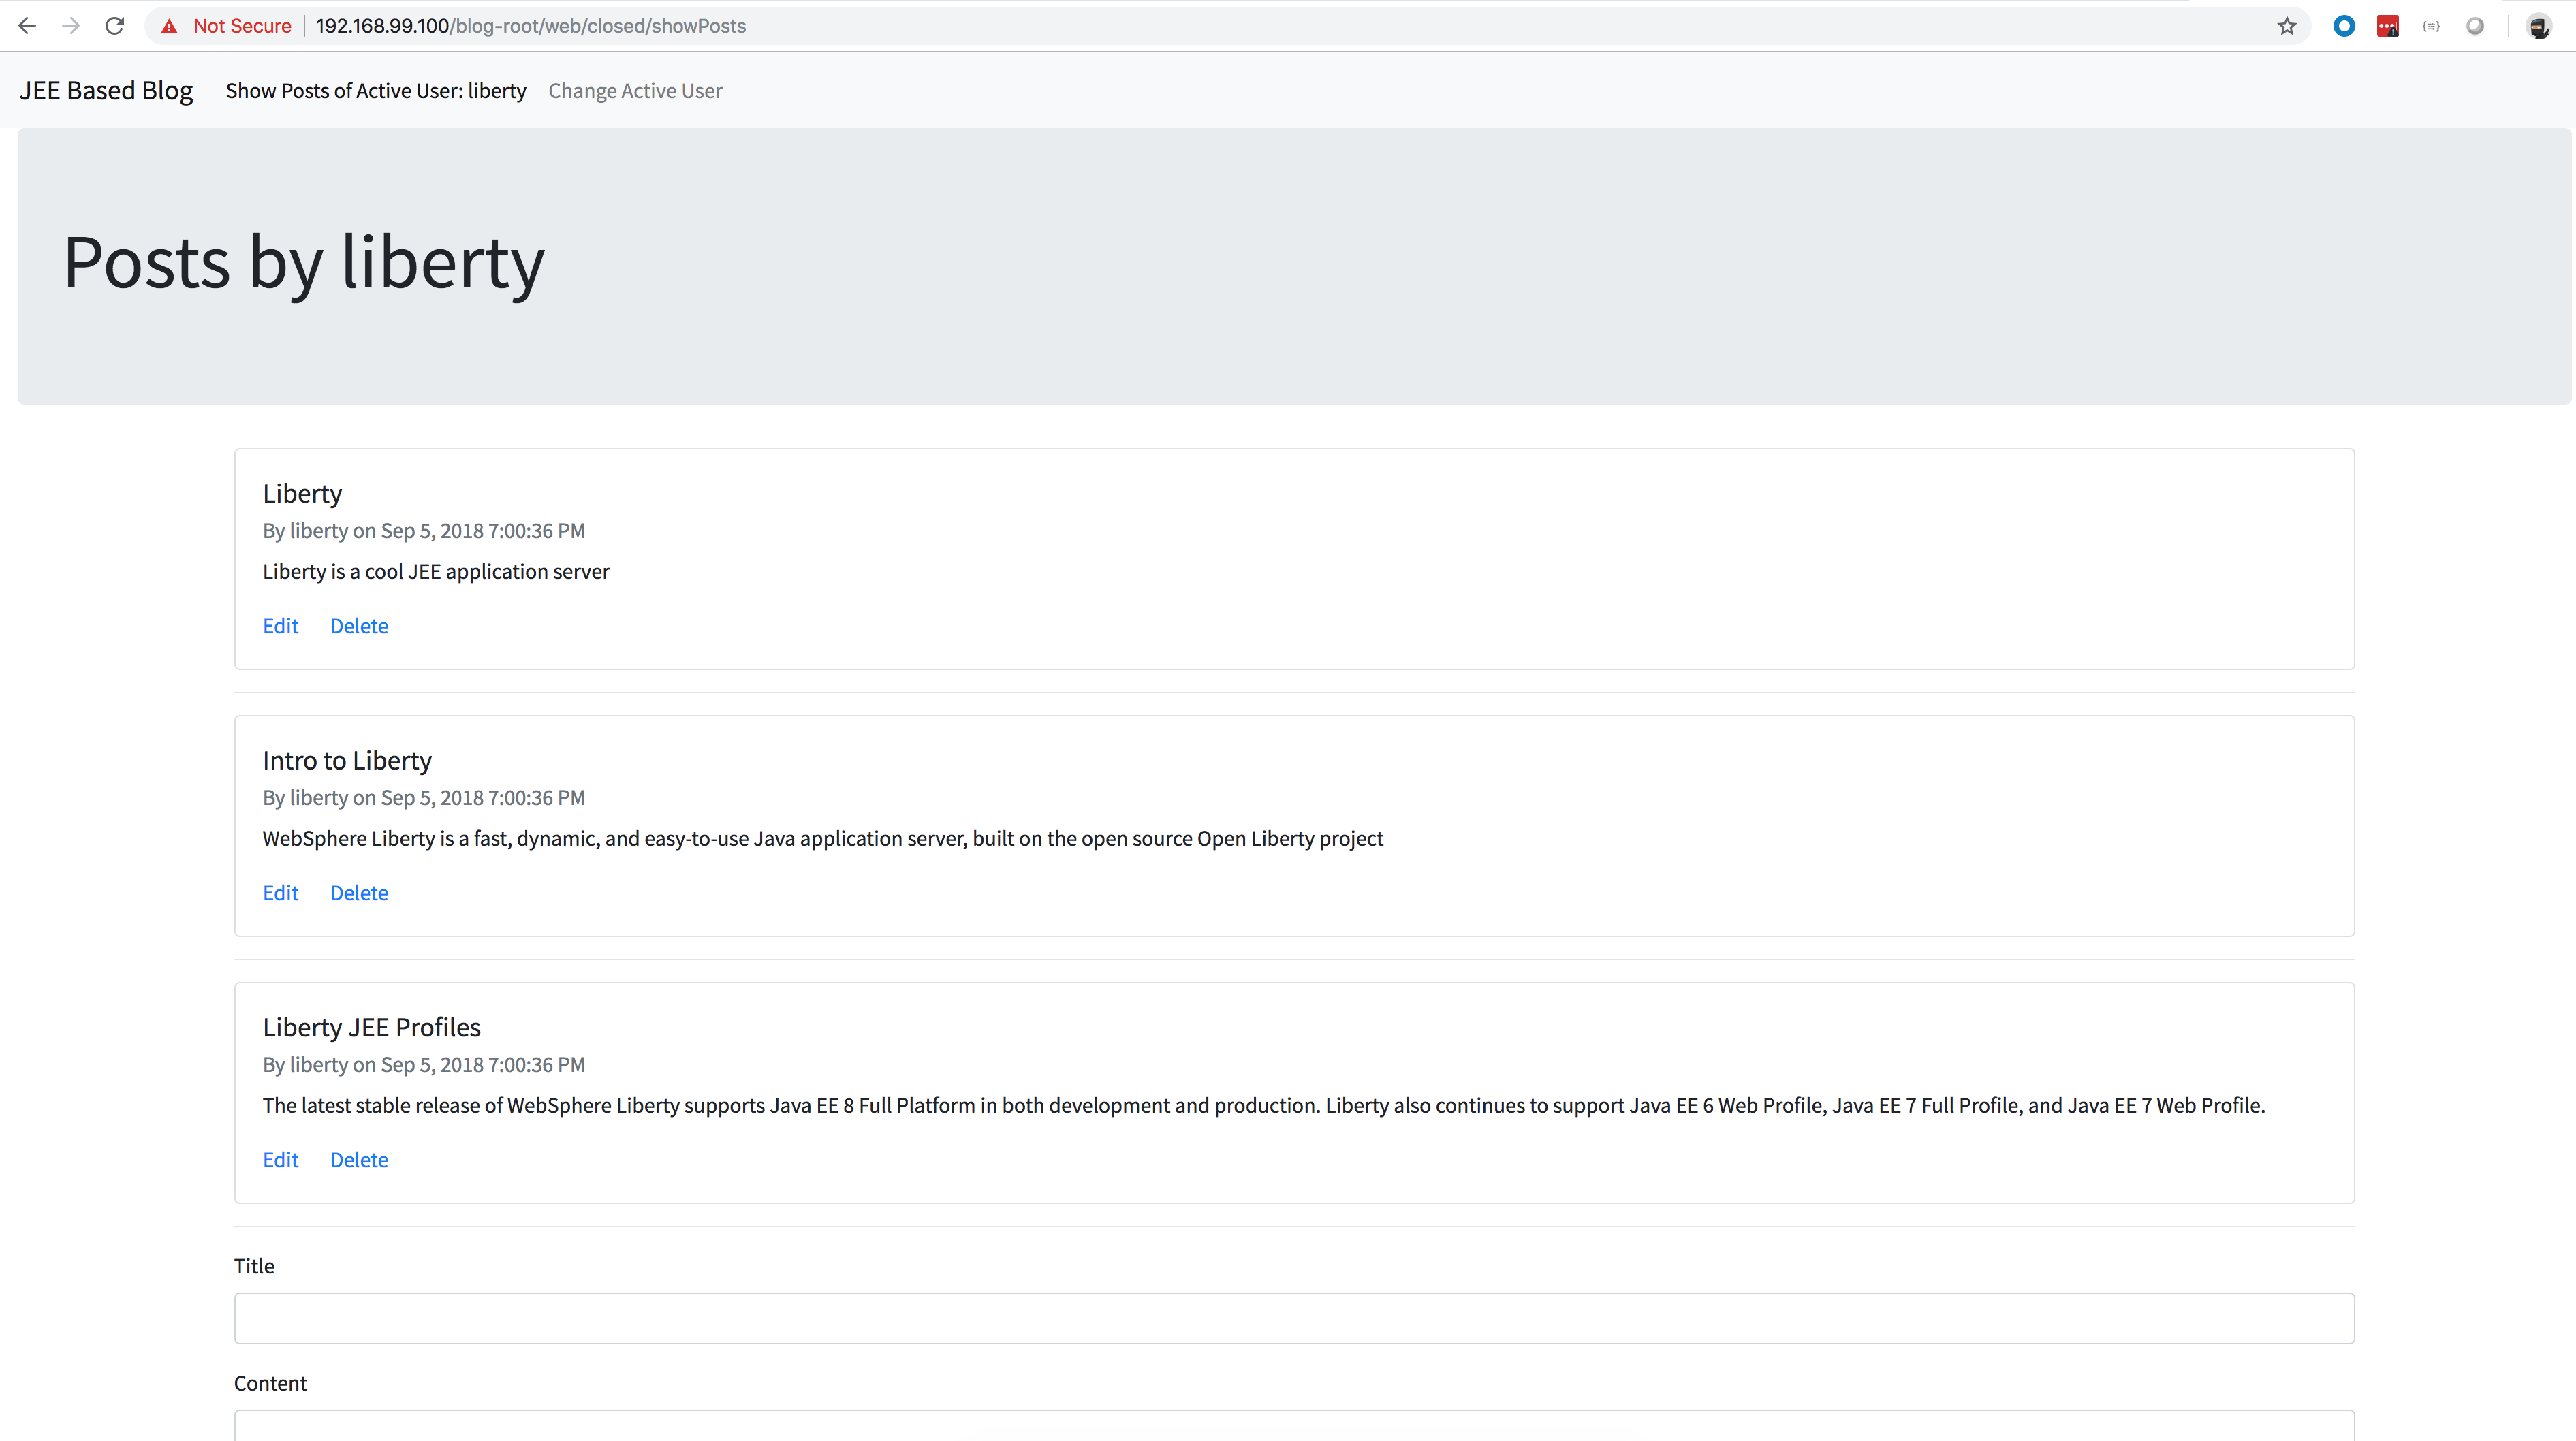 Not Secure 192.168.99.100/blog-root/web/closed/showPosts
JEE Based Blog Show Posts of Active User: liberty Change Active User
Posts by liberty
Liberty
By liberty on Sep 5, 2018 7:00:36 PM
Liberty is a cool JEE application server
Edit Delete
Intro to Liberty
By liberty on Sep 5, 2018 7:00:36 PM
WebSphere Liberty is a fast, dynamic, and easy-to-use Java application server, built on the open source Open Liberty project
Edit Delete
Liberty JEE Profiles
By liberty on Sep 5, 2018 7:00:36 PM
The latest stable release of WebSphere Liberty supports Java EE 8 Full Platform in both development and production. Liberty also continues to support Java EE 6 Web Profile, Java EE 7 Full Profile, and Java EE 7 Web Profile.
Edit Delete
Title
Content